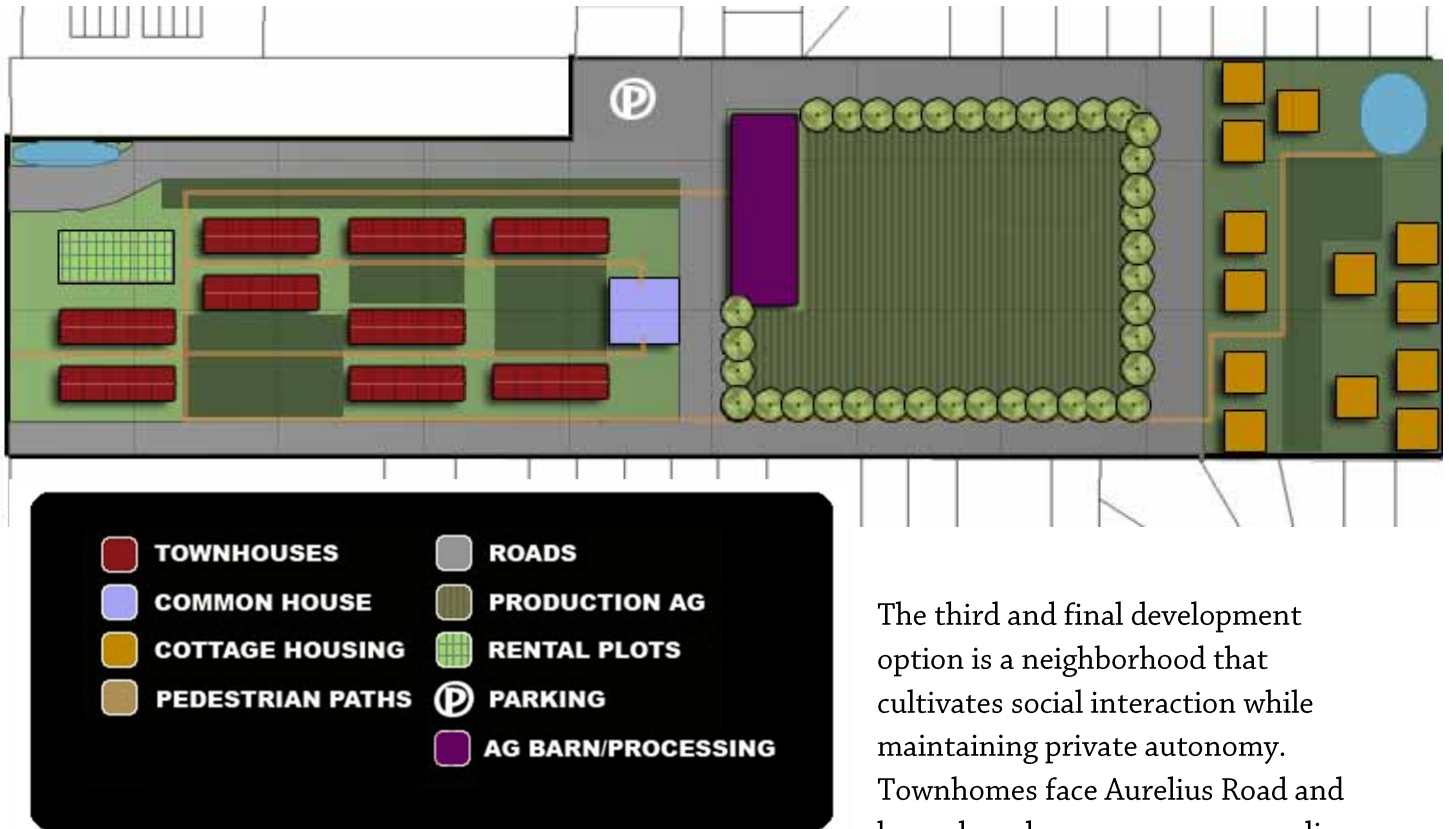 P
TOWNHOUSES
COMMON HOUSE
COTTAGE HOUSING
PEDESTRIAN PATHS
ROADS
PRODUCTION AG
RENTAL PLOTS
P PARKING
AG BARN/PROCESSING
The third and final development
option is a neighborhood that
cultivates social interaction while
maintaining private autonomy.
Townhomes face Aurelius Road and